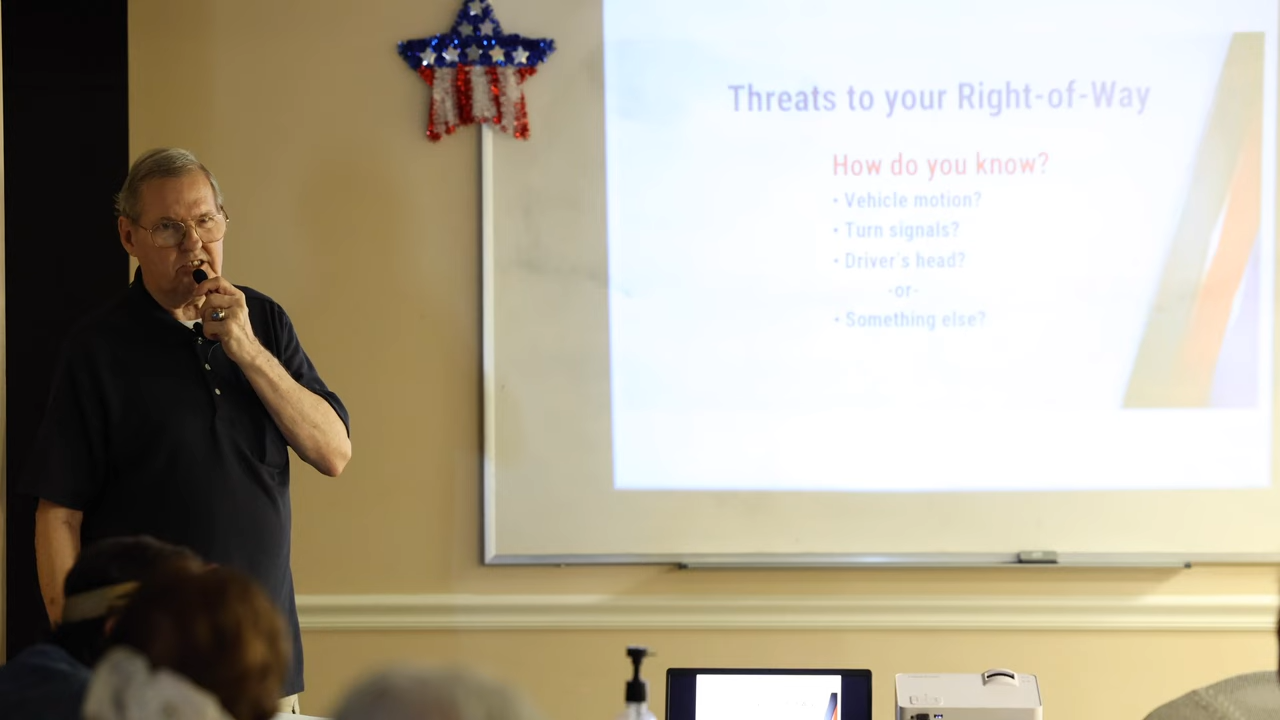 Threats to your Right-of-Way
How do you know?
• Vehicle motion?
• Turn signals?
• Driver's head?
-or-
• Something else?